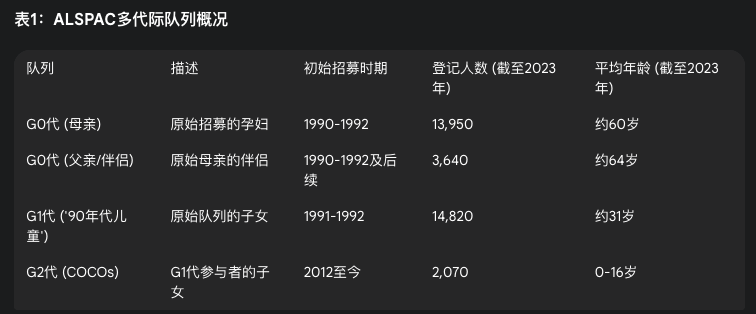 表1：ALSPAC多代际队列概况
队列 描述 初始招募时期 登记人数 (截至2023 平均年龄 (截至2023
年) 年)
G0代 (母亲) 原始招募的孕妇 1990-1992 13,950 约60岁
G0代 (父亲/伴侣) 原始母亲的伴侣 1990-1992及后 3,640 约64岁
续
G1代 ('90年代儿 原始队列的子女 1991-1992 14,820 约31岁
童')
G2代 (COCOs) G1代参与者的子 2012至今 2,070 0-16岁
女